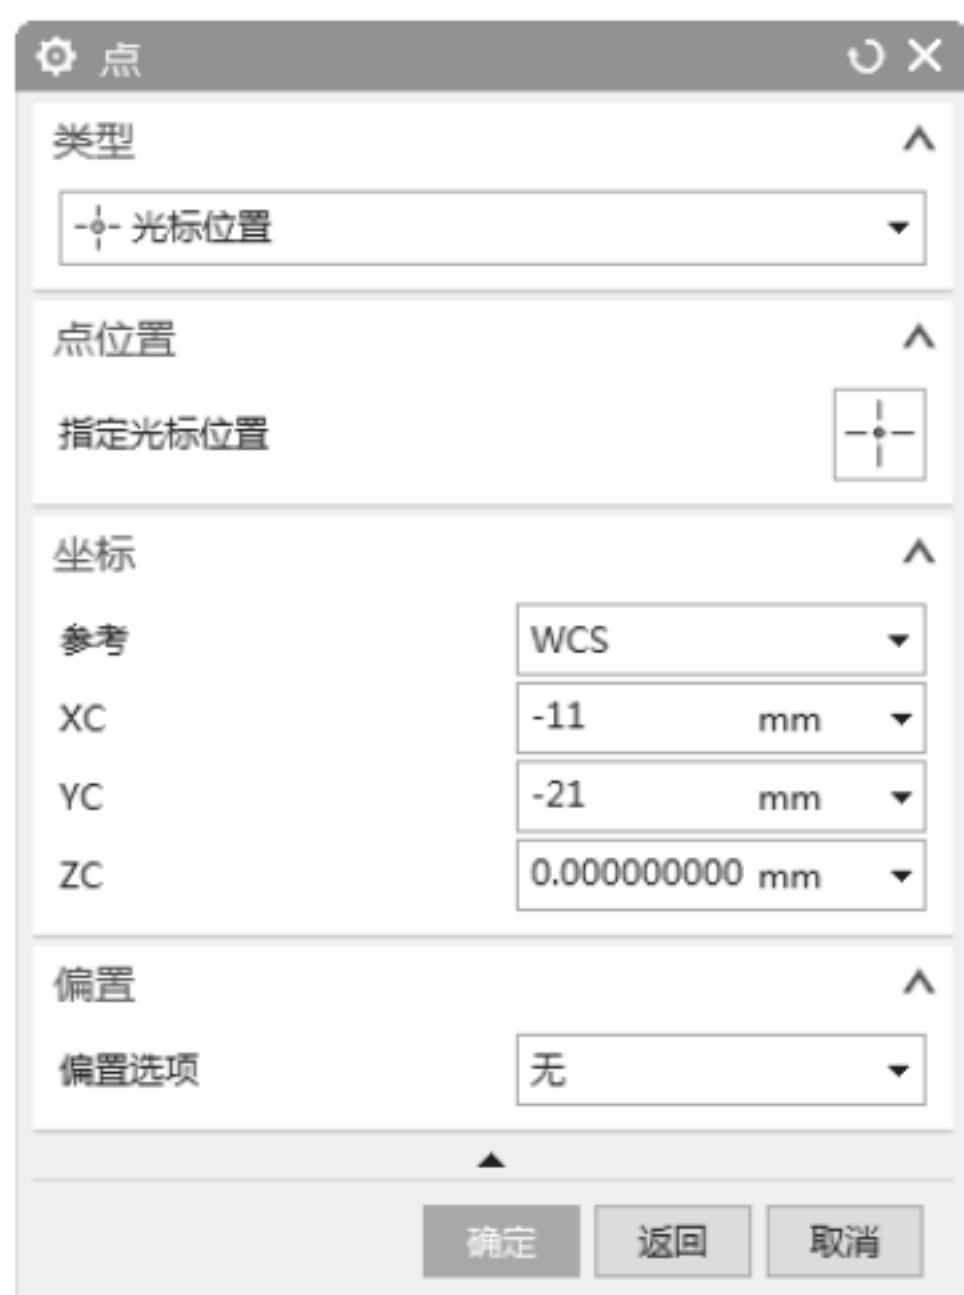 点
类型
光标位置
点位置
指定光标位置
坐标
参考 WCS
XC -11 mm
YC -21 mm
ZC 0.000000000 mm
偏置
偏置选项 无
确定 返回 取消